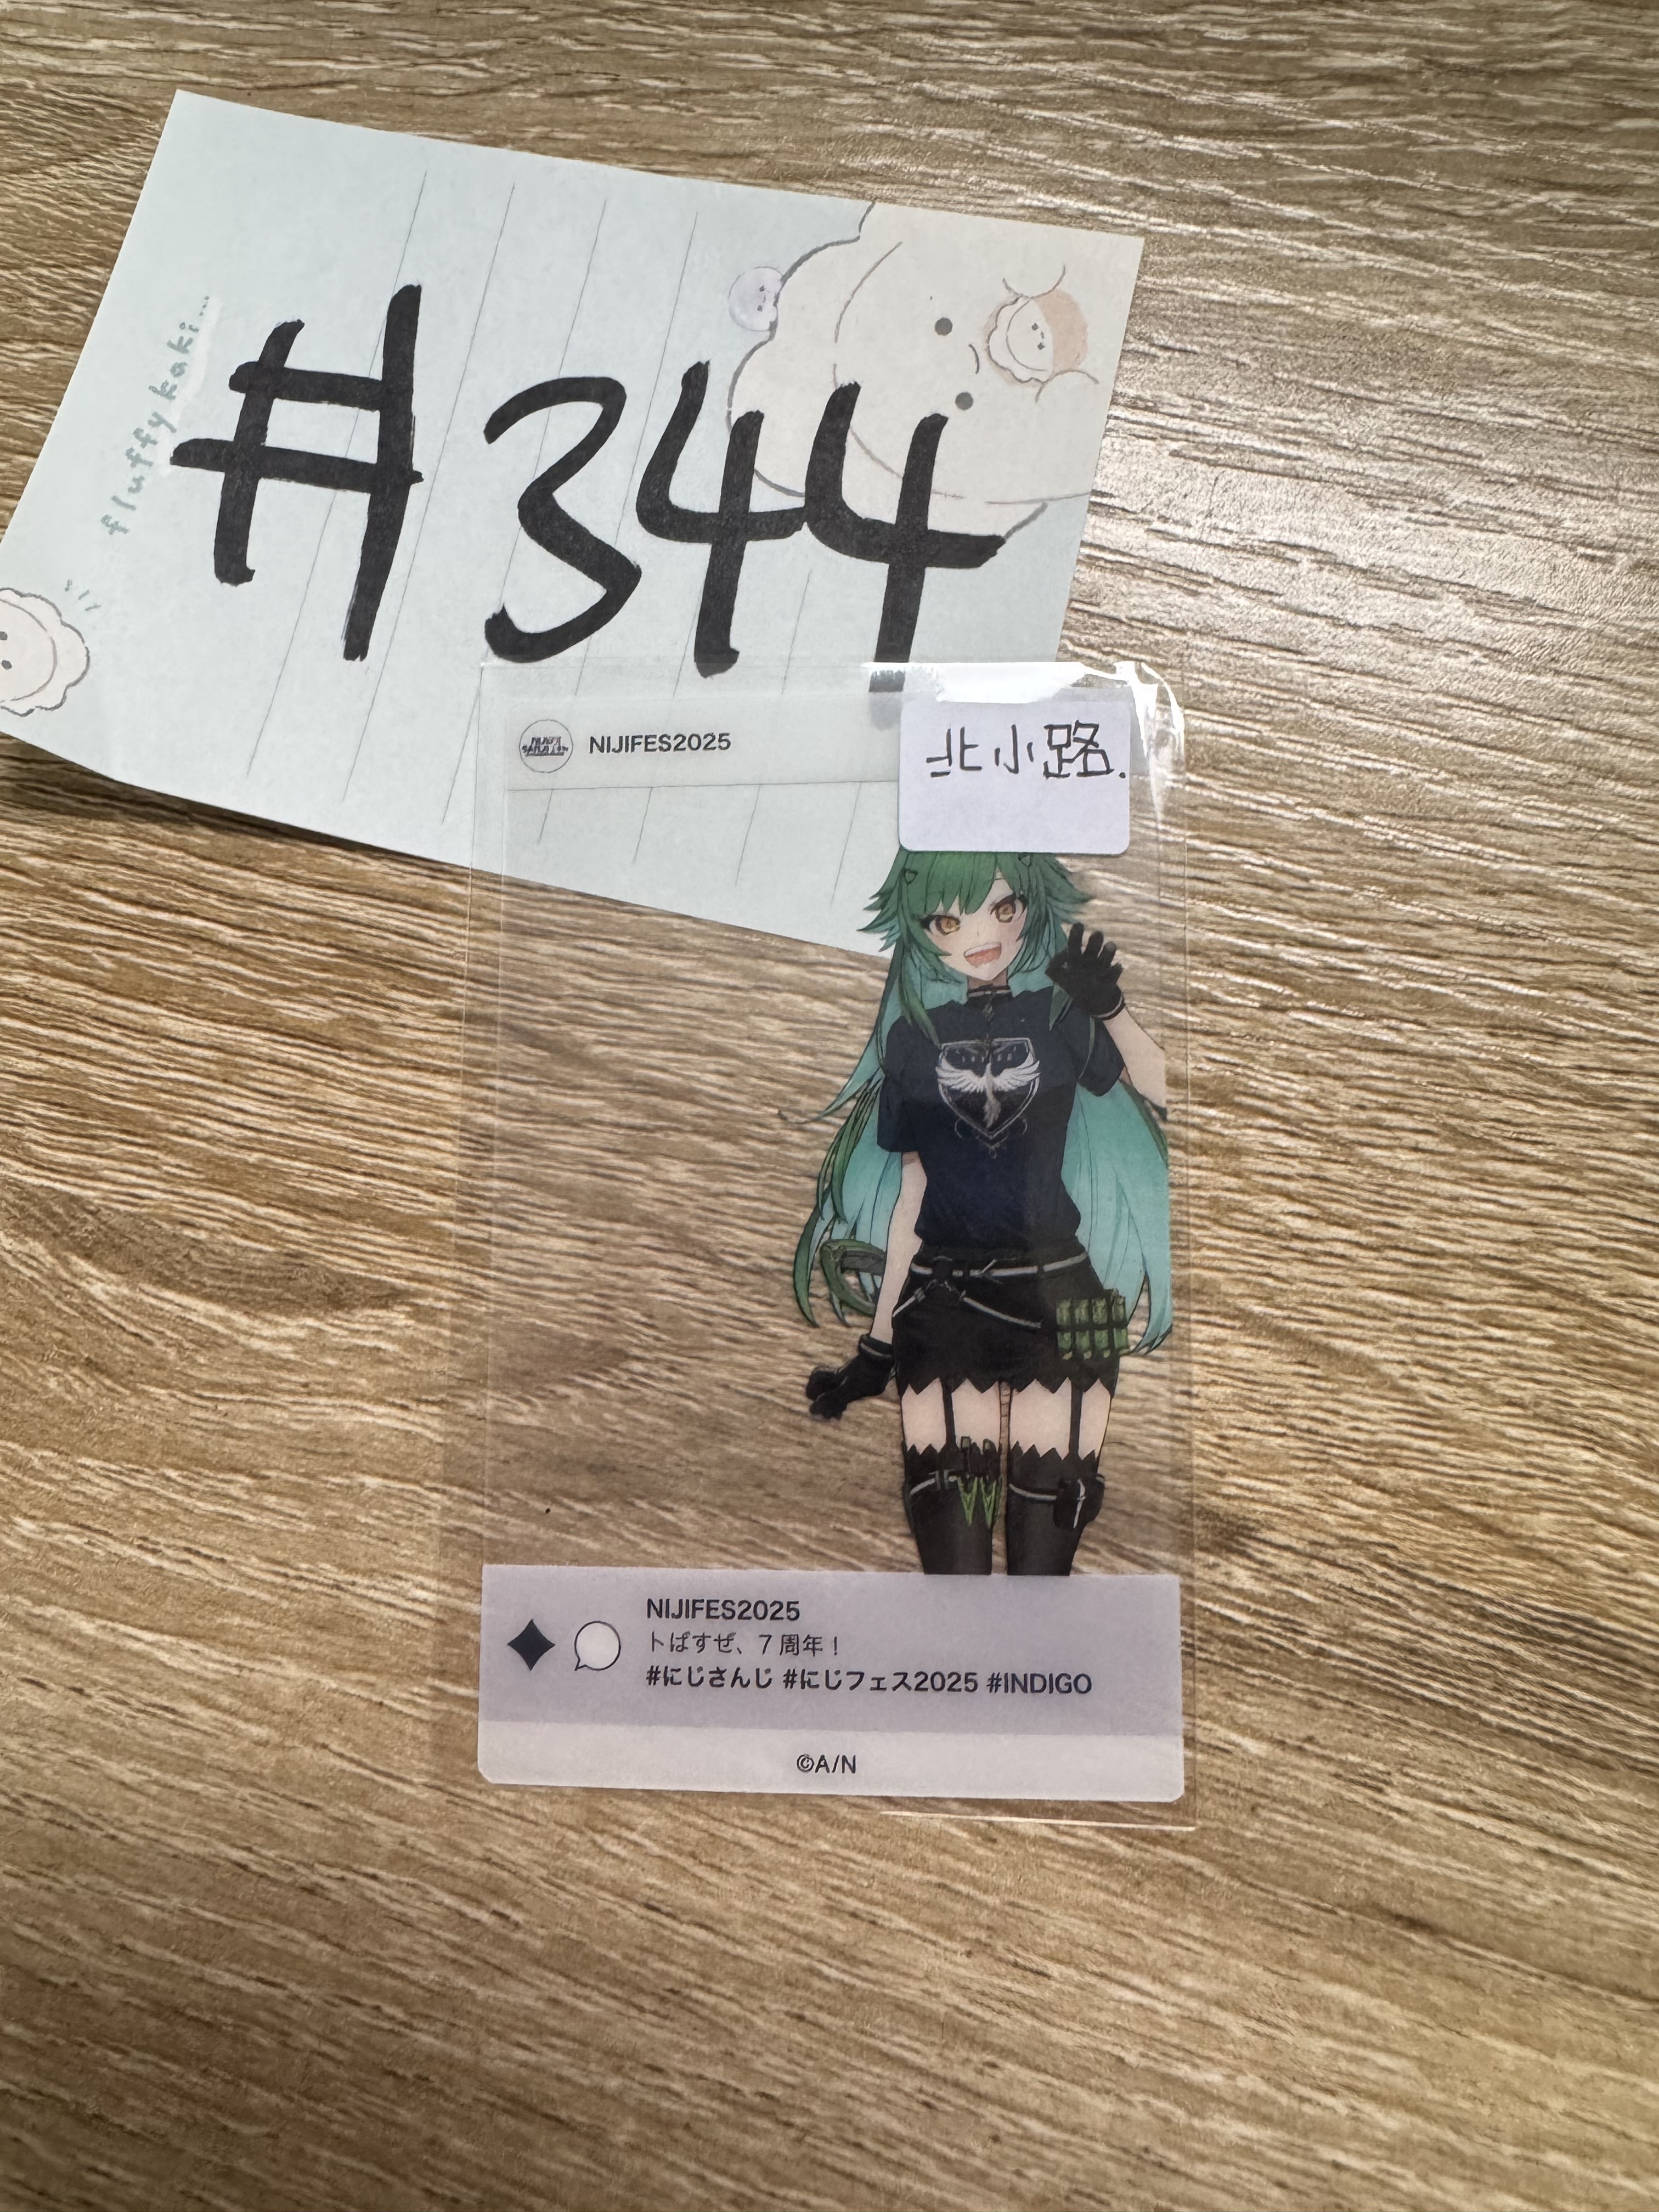 #344
fluffy kaki...
NIJIFES2025
北小路.
NIJIFES2025
トばすぜ、7周年！
#にじさんじ #にじフェス2025 #INDIGO
©A/N